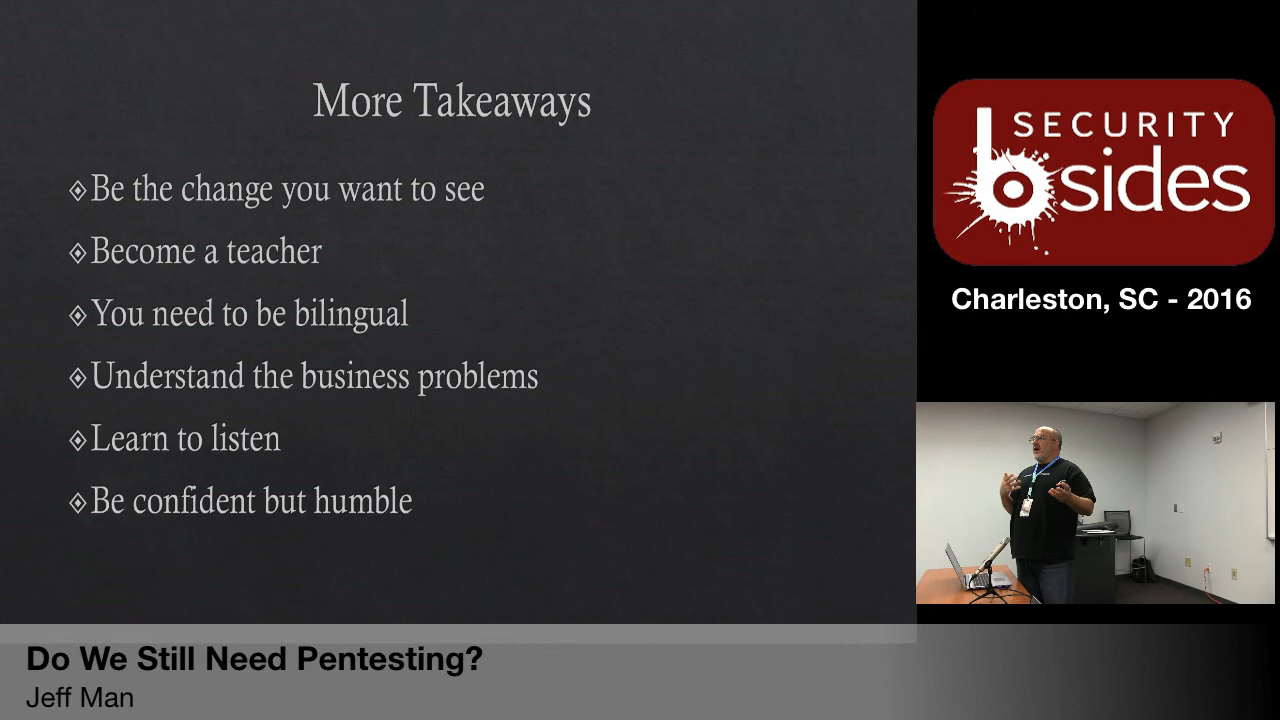 More Takeaways
Be the change you want to see
Become a teacher
You need to be bilingual
Understand the business problems
Learn to listen
Be confident but humble
SECURITY
bsides
Charleston, SC - 2016
Do We Still Need Pentesting?
Jeff Man